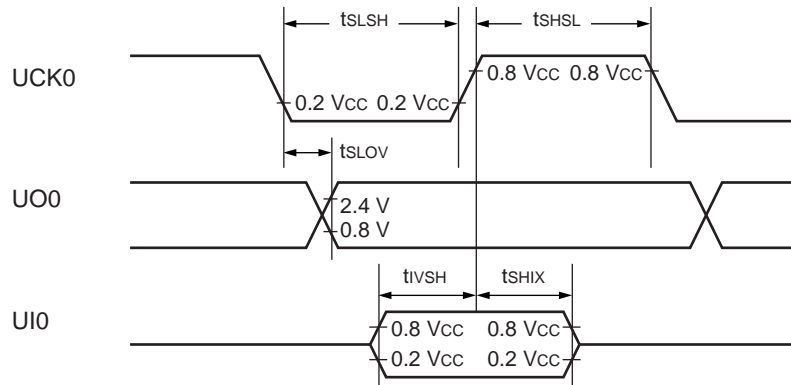 tSLSH tSHSL
UCK0
0.8 VCC 0.8 VCC
0.2 VCC 0.2 VCC
tSLOV
UO0
2.4 V
0.8 V
tIVSH tSHIX
UI0
0.8 VCC 0.8 VCC
0.2 VCC 0.2 VCC